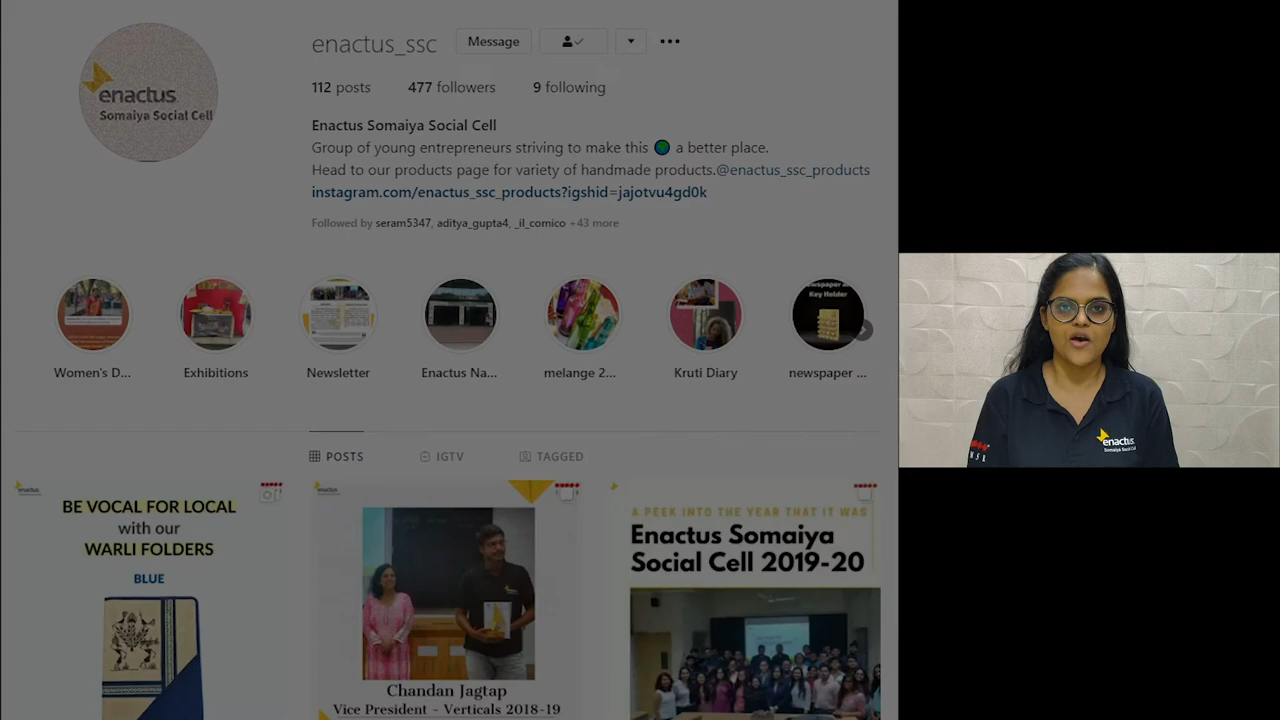 enactus_ssc
Message
112 posts 477 followers 9 following
enactus
Somaiya Social Cell
Enactus Somaiya Social Cell
Group of young entrepreneurs striving to make this 🌍 a better place.
Head to our products page for variety of handmade products.@enactus_ssc_products
instagram.com/enactus_ssc_products?igshid=jajotvu4gd0k
Followed by seram5347, aditya_gupta4, _il_comico +43 more
Key Holder
Women's D...
Exhibitions
Newsletter
Enactus Na...
melange 2...
Kruti Diary
newspaper ...
enactus
Somaiya Social Cell
POSTS
IGTV
TAGGED
enactus
BE VOCAL FOR LOCAL
with our
WARLI FOLDERS
BLUE
enactus
Chandan Jagtap
Vice President - Verticals 2018-19
A PEEK INTO THE YEAR THAT IT WAS
Enactus Somaiya
Social Cell 2019-20